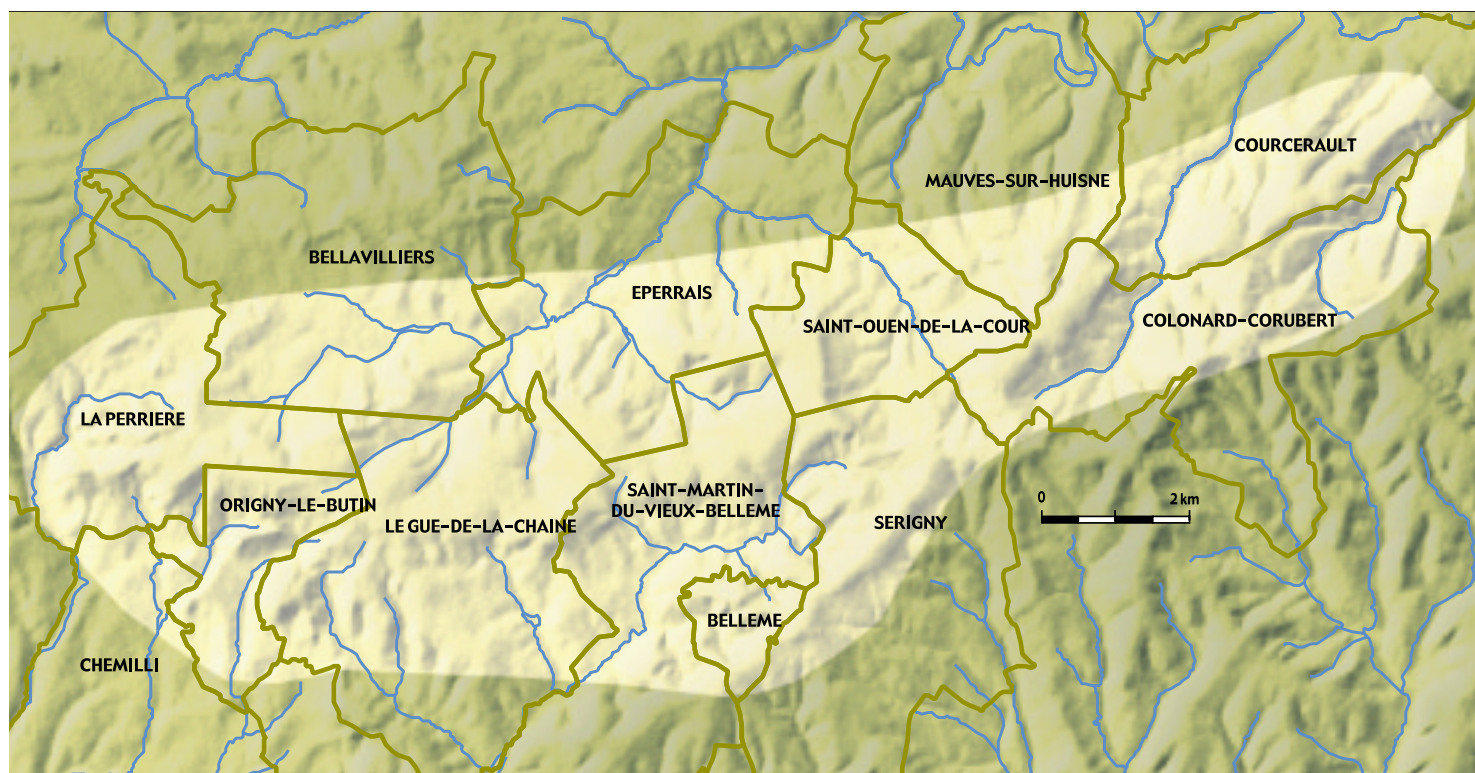 COURCERAULT
MAUVES-SUR-HUISNE
BELLAVILLIERS
EPERRAIS
SAINT-OUEN-DE-LA-COUR
COLONARD-CORUBERT
LA PERRIERE
ORIGNY-LE-BUTIN
LE GUE-DE-LA-CHAINE
SAINT-MARTIN-
DU-VIEUX-BELLEME
SERIGNY
0 2 km
BELLEME
CHEMILLI